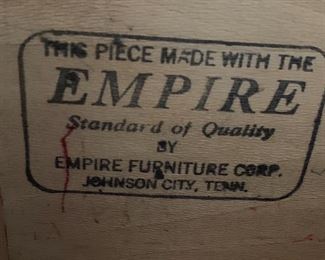 THIS PIECE MADE WITH THE
EMPIRE
Standard of Quality
BY
EMPIRE FURNITURE CORP.
JOHNSON CITY, TENN.